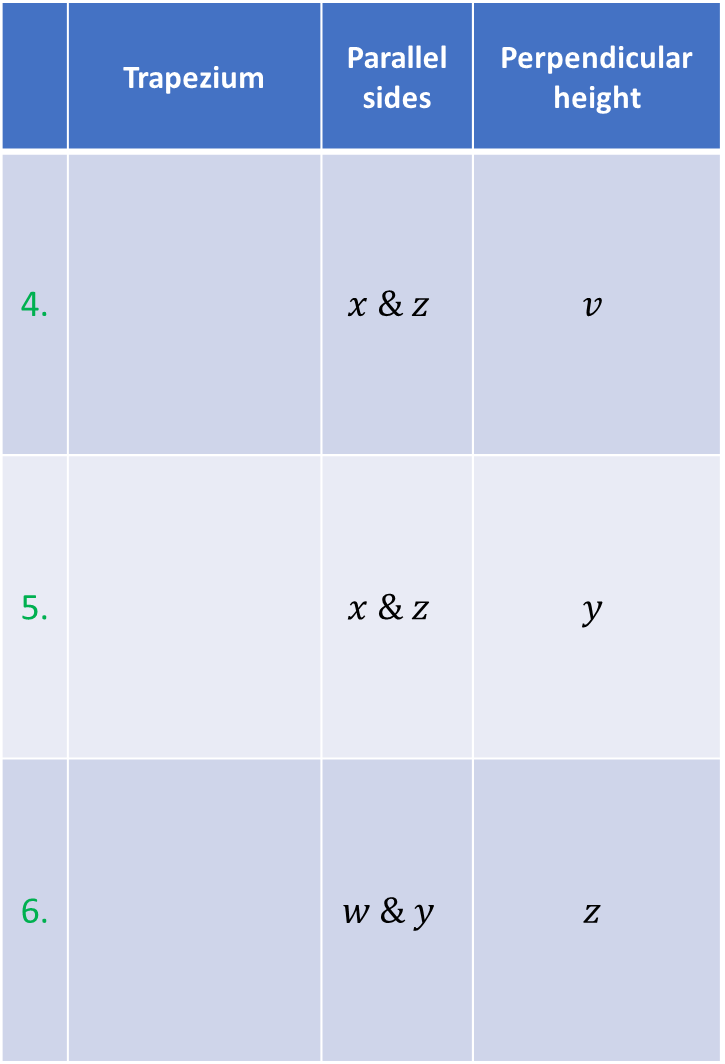 Trapezium
Parallel
sides
Perpendicular
height
4.
x & z
v
5.
x & z
y
6.
w & y
z